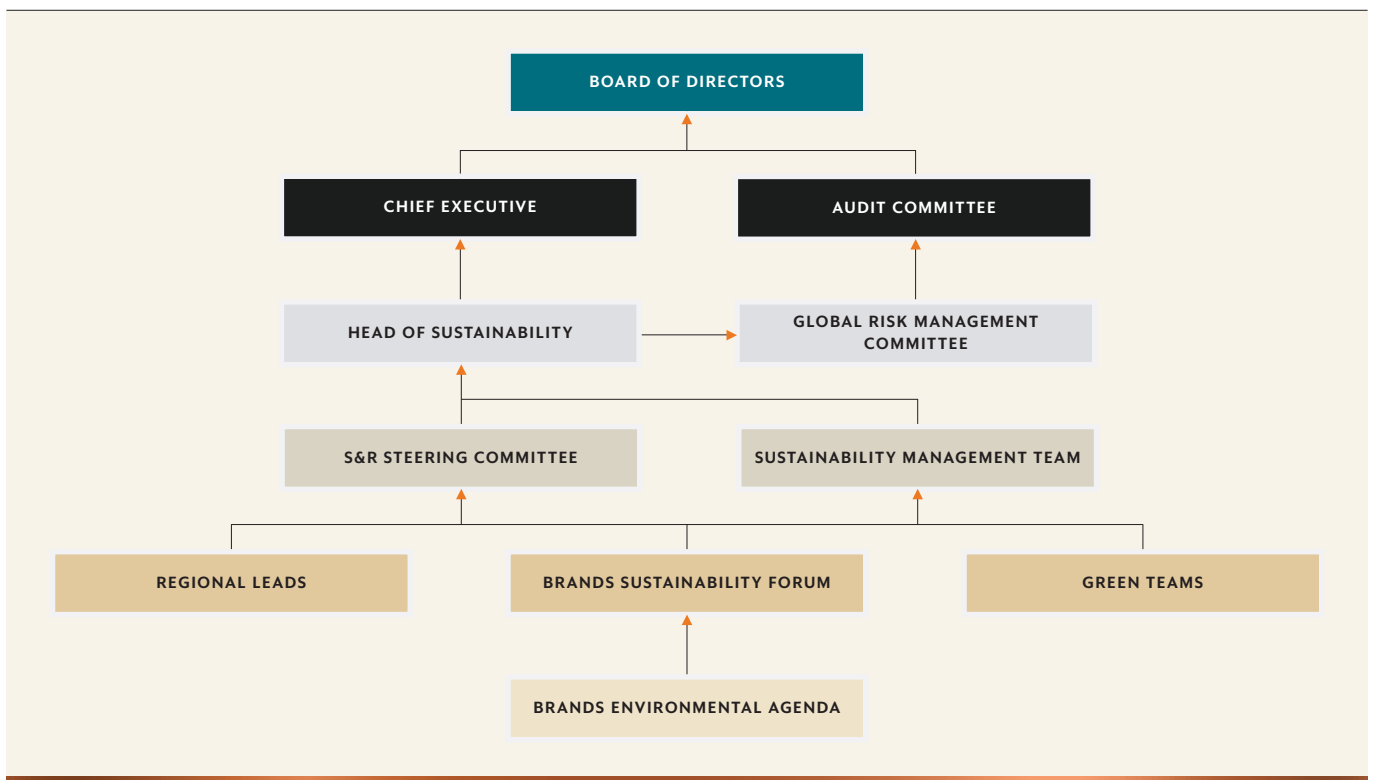 BOARD OF DIRECTORS
CHIEF EXECUTIVE
AUDIT COMMITTEE
HEAD OF SUSTAINABILITY
GLOBAL RISK MANAGEMENT
COMMITTEE
S&R STEERING COMMITTEE
SUSTAINABILITY MANAGEMENT TEAM
REGIONAL LEADS
BRANDS SUSTAINABILITY FORUM
GREEN TEAMS
BRANDS ENVIRONMENTAL AGENDA